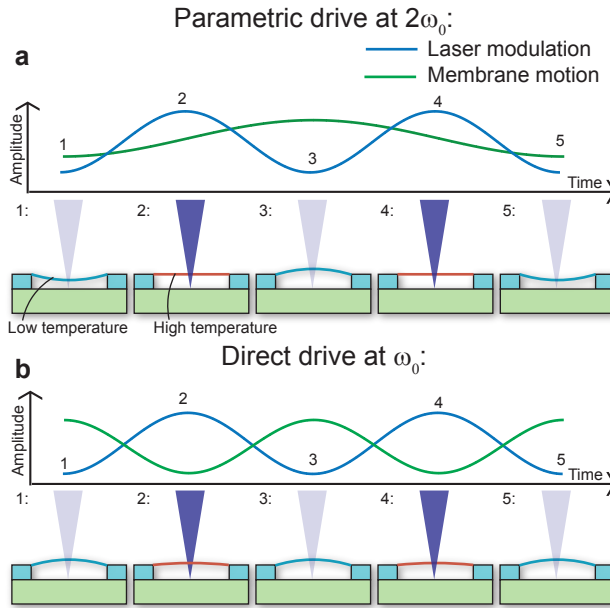 Parametric drive at 2ω₀:
a
Laser modulation
Membrane motion
Amplitude
1
2
3
4
5
Time
1:
2:
3:
4:
5:
Low temperature
High temperature
b
Direct drive at ω₀:
Amplitude
1
2
3
4
5
Time
1:
2:
3:
4:
5: